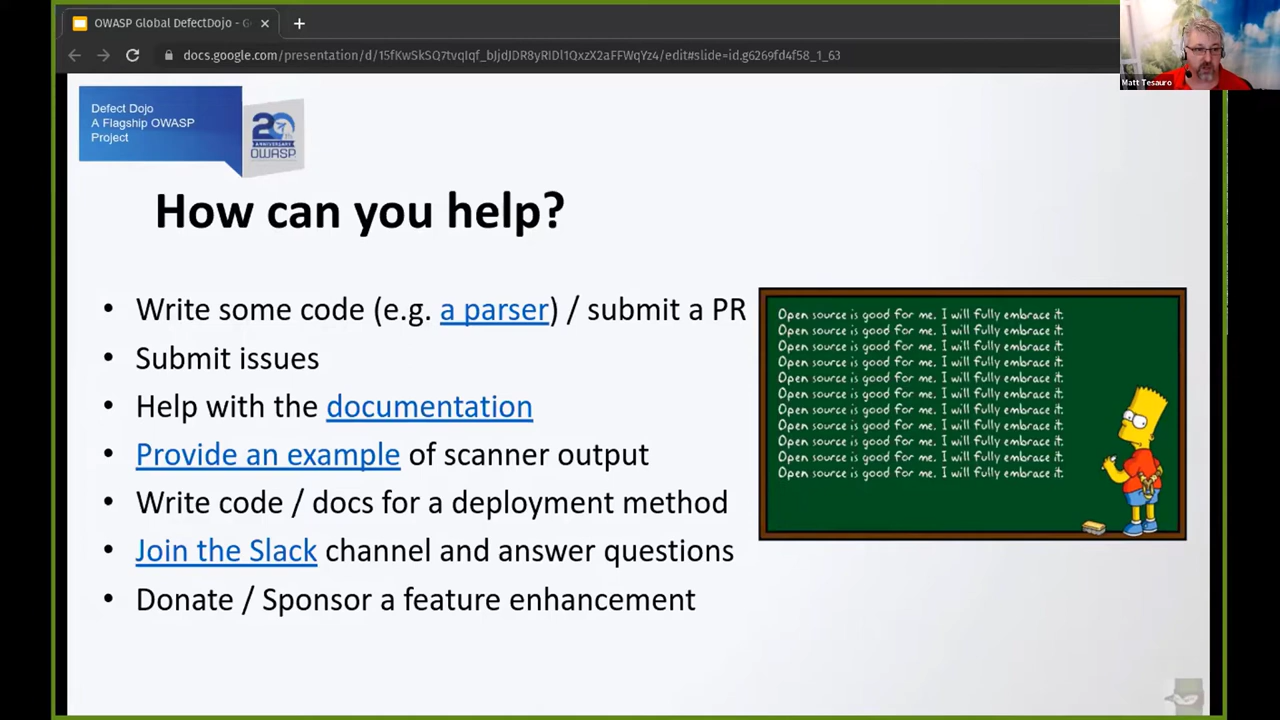 OWASP Global DefectDojo - G
docs.google.com/presentation/d/15fKwSkSQ7tvqIqf_bJjdJDR8yRIDl1QxzX2aFFWqYz4/edit#slide=id.g6269fd4f58_1_63
Matt Tesauro
Defect Dojo
A Flagship OWASP
Project
20th
ANNIVERSARY
OWASP
How can you help?
• Write some code (e.g. a parser) / submit a PR
• Submit issues
• Help with the documentation
• Provide an example of scanner output
• Write code / docs for a deployment method
• Join the Slack channel and answer questions
• Donate / Sponsor a feature enhancement
Open source is good for me. I will fully embrace it.
Open source is good for me. I will fully embrace it.
Open source is good for me. I will fully embrace it.
Open source is good for me. I will fully embrace it.
Open source is good for me. I will fully embrace it.
Open source is good for me. I will fully embrace it.
Open source is good for me. I will fully embrace it.
Open source is good for me. I will fully embrace it.
Open source is good for me. I will fully embrace it.
Open source is good for me. I will fully embrace it.
Open source is good for me. I will fully embrace it.